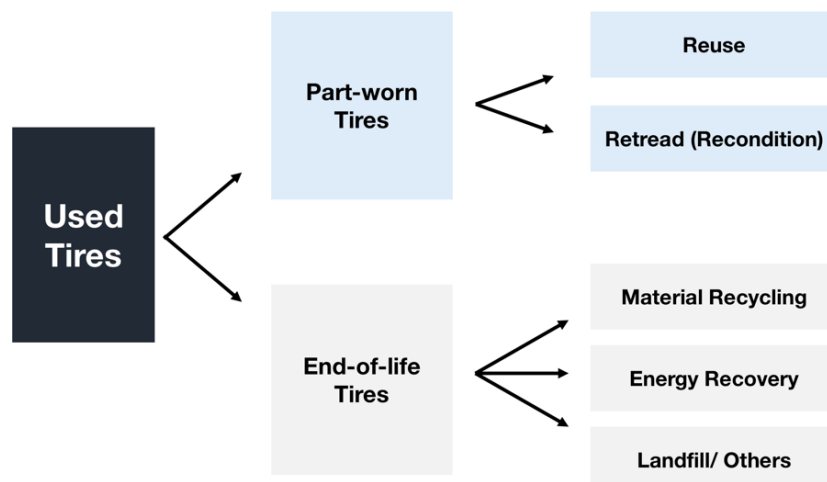 Used
Tires
Part-worn
Tires
Reuse
Retread (Recondition)
End-of-life
Tires
Material Recycling
Energy Recovery
Landfill/ Others